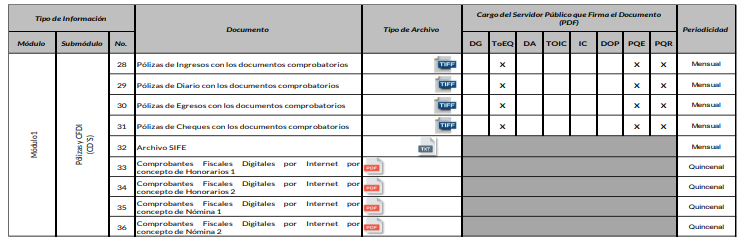 Tipo de Información
Documento
Tipo de Archivo
Cargo del Servidor Público que Firma el Documento
(PDF)
Periodicidad
Módulo Submódulo No.
DG ToEQ DA TOIC IC DOP PQE PQR
Módulo1
Pólizas y CFDI
(CD'S)
28 Pólizas de Ingresos con los documentos comprobatorios TIFF X X X Mensual
29 Pólizas de Diario con los documentos comprobatorios TIFF X X X Mensual
30 Pólizas de Egresos con los documentos comprobatorios TIFF X X X Mensual
31 Pólizas de Cheques con los documentos comprobatorios TIFF X X X Mensual
32 Archivo SIFE TXT Mensual
33 Comprobantes Fiscales Digitales por Internet por
concepto de Honorarios 1 PDF Quincenal
34 Comprobantes Fiscales Digitales por Internet por
concepto de Honorarios 2 PDF Quincenal
35 Comprobantes Fiscales Digitales por Internet por
concepto de Nómina 1 PDF Quincenal
36 Comprobantes Fiscales Digitales por Internet por
concepto de Nómina 2 PDF Quincenal